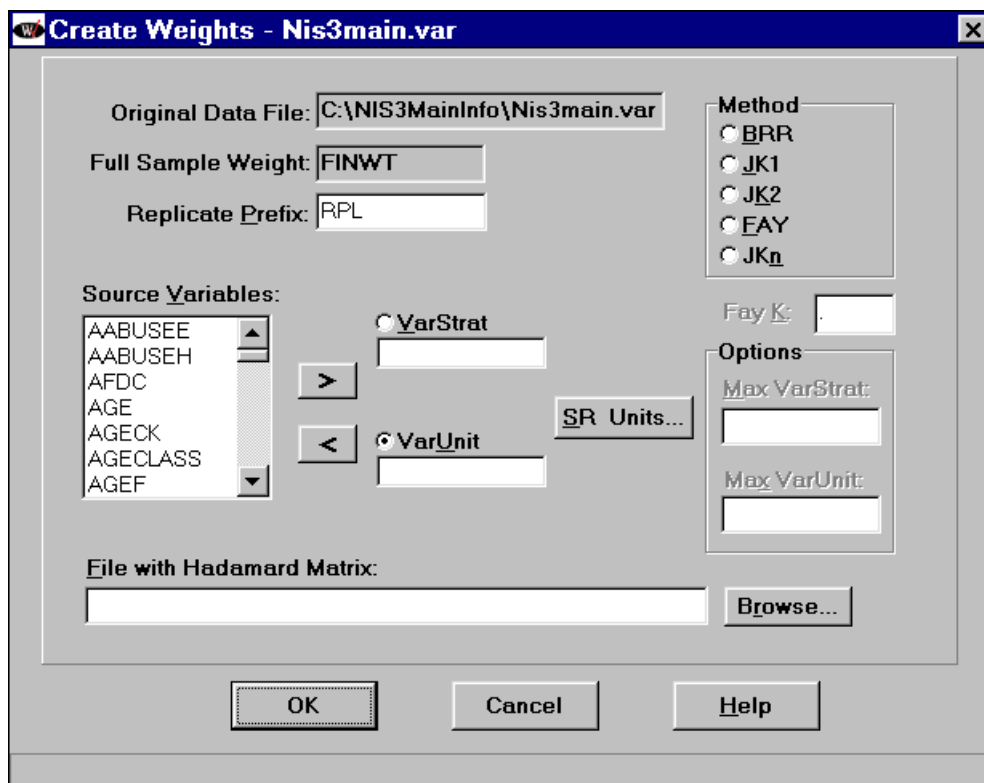 Create Weights - Nis3main.var
Original Data File: C:\NIS3MainInfo\Nis3main.var
Full Sample Weight: FINWT
Replicate Prefix: RPL
Method
BRR
JK1
JK2
FAY
JKn
Fay K: .
Source Variables:
AABUSEE
AABUSEH
AFDC
AGE
AGECK
AGECLASS
AGEF
>
<
VarStrat
VarUnit
SR Units...
Options
Max VarStrat:
Max VarUnit:
File with Hadamard Matrix:
Browse...
OK
Cancel
Help